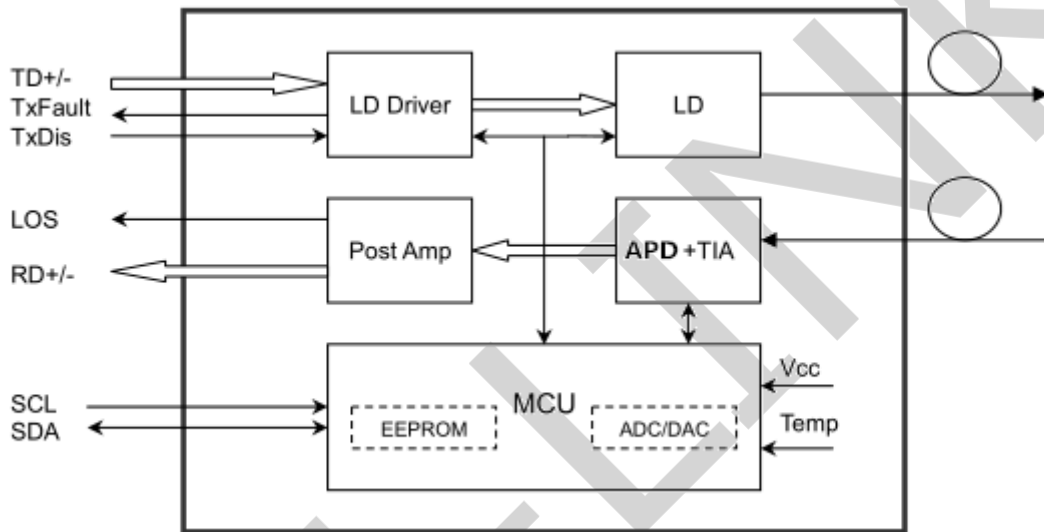 TD+/-
TxFault
TxDis
LD Driver
LD
LOS
RD+/-
Post Amp
APD +TIA
SCL
SDA
MCU
EEPROM
ADC/DAC
Vcc
Temp
LINK